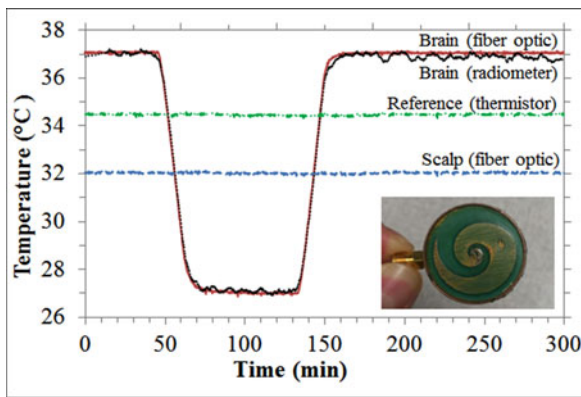 38
36
34
32
30
28
26
Temperature (°C )
Brain (fiber optic)
Brain (radiometer)
Reference (thermistor)
Scalp (fiber optic)
0 50 100 150 200 250 300
Time (min)